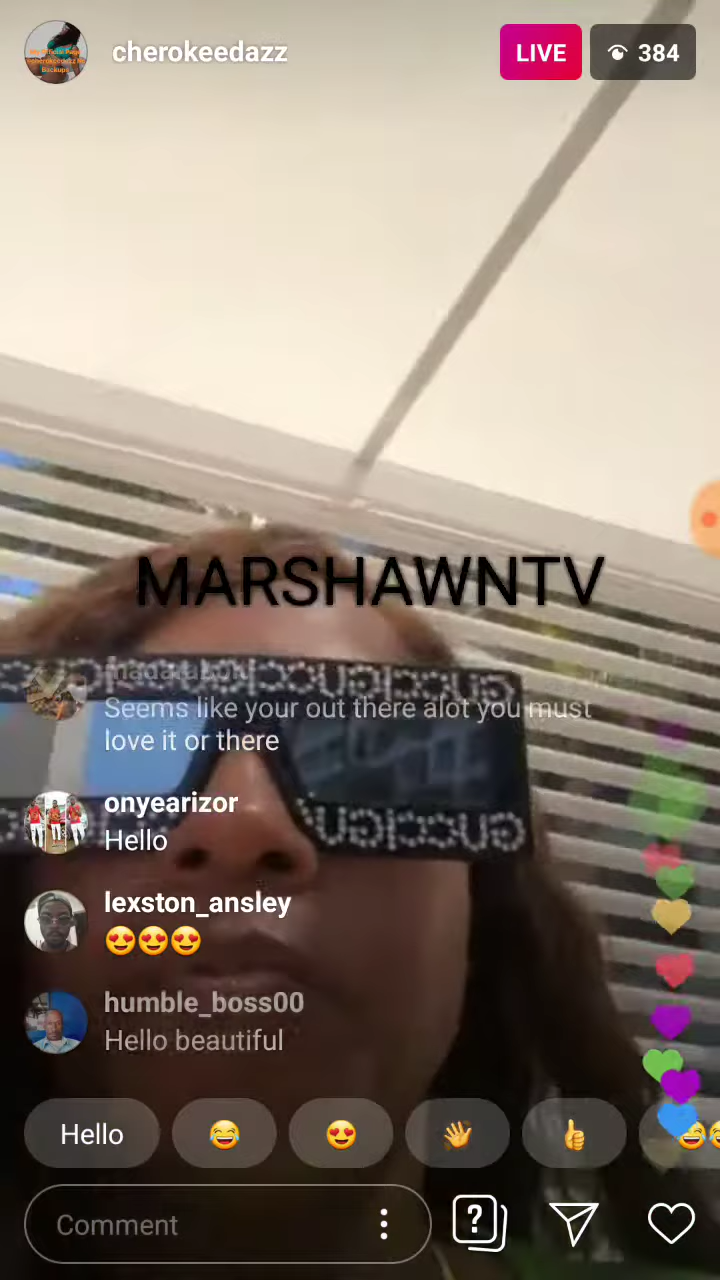 cherokeedazz
LIVE
384
MARSHAWNTV
Seems like your out there alot you must
love it or there
onyearizor
Hello
lexston_ansley
😍😍😍
humble_boss00
Hello beautiful
Hello
Comment